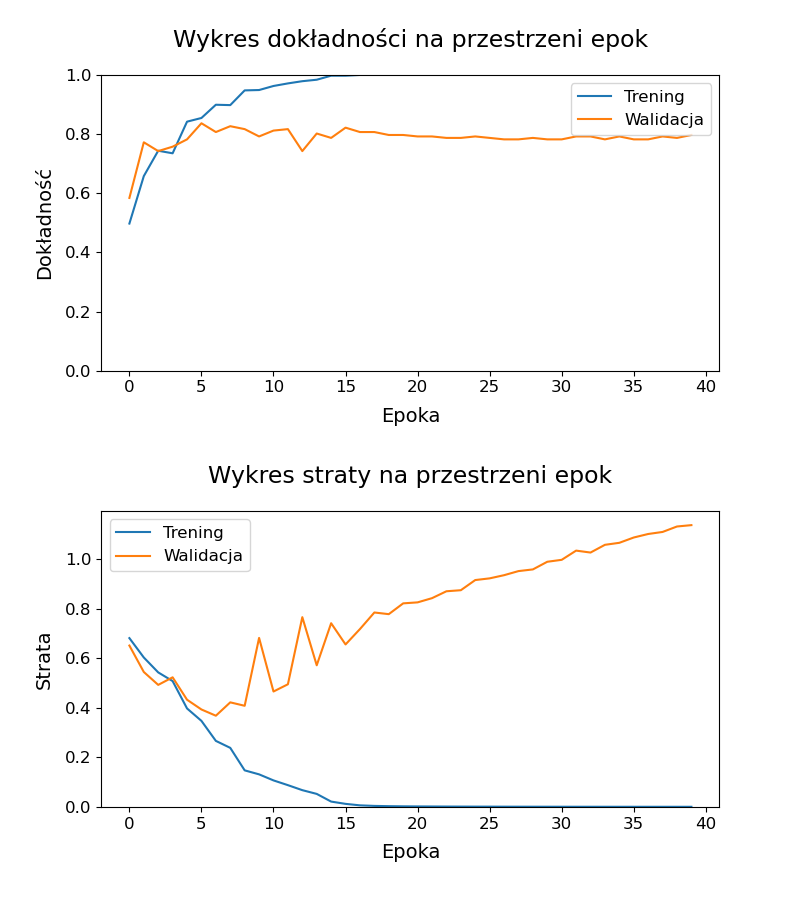 Wykres dokładności na przestrzeni epok
1.0
0.8
0.6
0.4
0.2
0.0
Dokładność
Trening
Walidacja
0 5 10 15 20 25 30 35 40
Epoka
Wykres straty na przestrzeni epok
1.0
0.8
0.6
0.4
0.2
0.0
Strata
Trening
Walidacja
0 5 10 15 20 25 30 35 40
Epoka